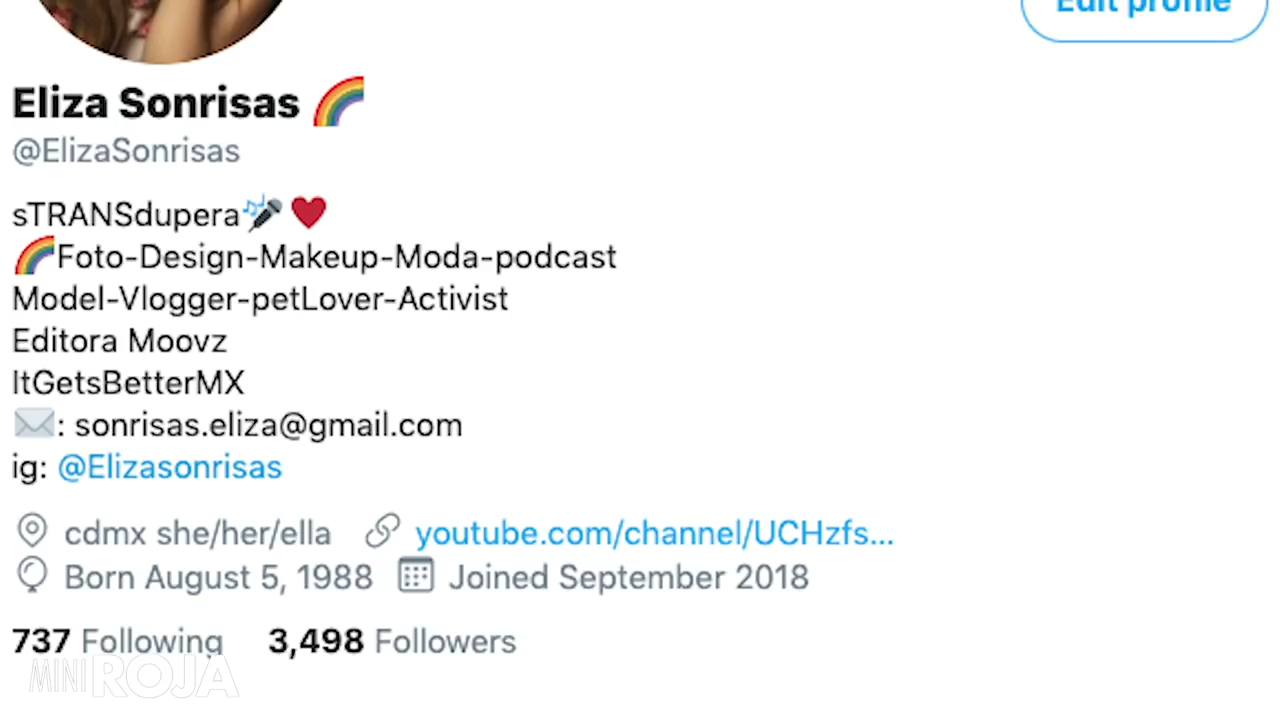 Edit profile
Eliza Sonrisas 🌈
@ElizaSonrisas
sTRANSdupera🎤❤️
🌈Foto-Design-Makeup-Moda-podcast
Model-Vlogger-petLover-Activist
Editora Moovz
ItGetsBetterMX
✉️: sonrisas.eliza@gmail.com
ig: @Elizasonrisas
cdmx she/her/ella youtube.com/channel/UCHzfs...
Born August 5, 1988 Joined September 2018
737 Following 3,498 Followers
MINI ROJA